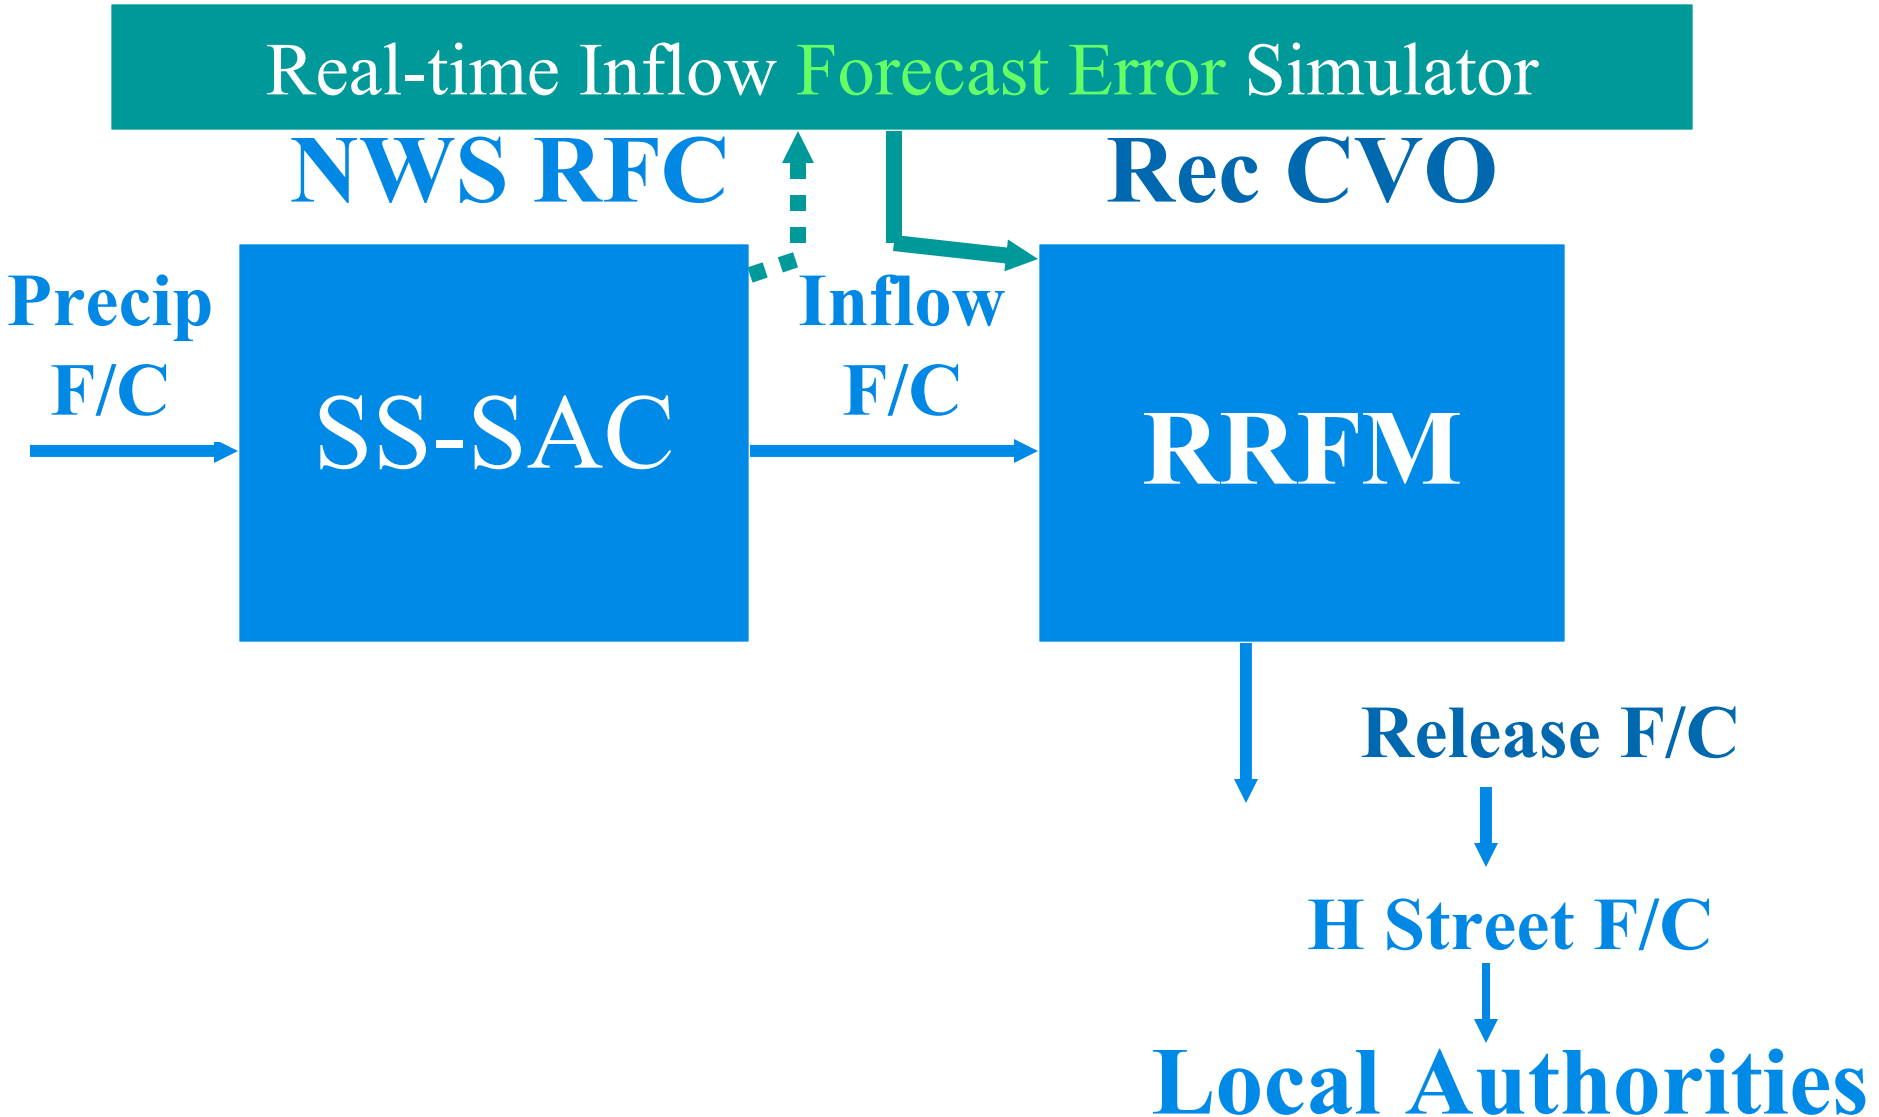 Real-time Inflow Forecast Error Simulator
NWS RFC
Rec CVO
Precip
F/C
SS-SAC
Inflow
F/C
RRFM
Release F/C
H Street F/C
Local Authorities